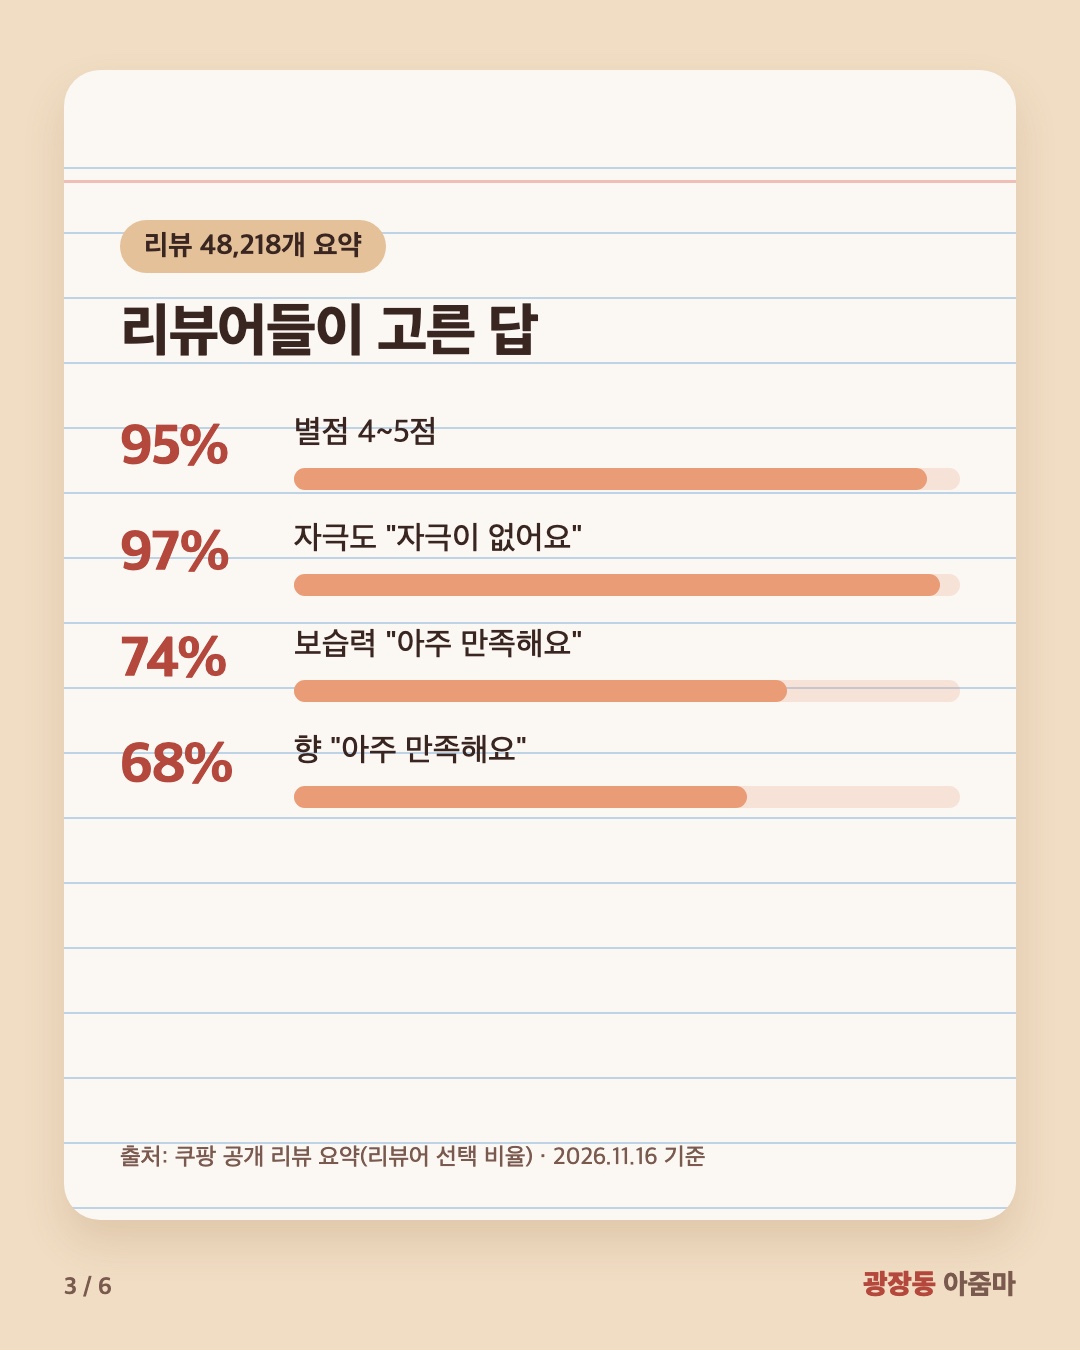 리뷰 48,218개 요약
리뷰어들이 고른 답
95%
별점 4~5점
97%
자극도 "자극이 없어요"
74%
보습력 "아주 만족해요"
68%
향 "아주 만족해요"
출처: 쿠팡 공개 리뷰 요약(리뷰어 선택 비율) · 2026.11.16 기준
3 / 6
광장동 아줌마